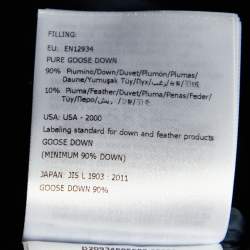 FILLING:
EU: EN12934
PURE GOOSE DOWN
90% Piumino/Down/Duvet/Plumón/Plumas/
Daune/Yumuşak Tüy/Пух/
10% Piuma/Feather/Duvet/Pluma/Penas/Feder/
Tüy/Перо/ریش/
USA: USA - 2000
Labeling standard for down and feather products
GOOSE DOWN
(MINIMUM 90% DOWN)
JAPAN: JIS L 1903 : 2011
GOOSE DOWN 90%